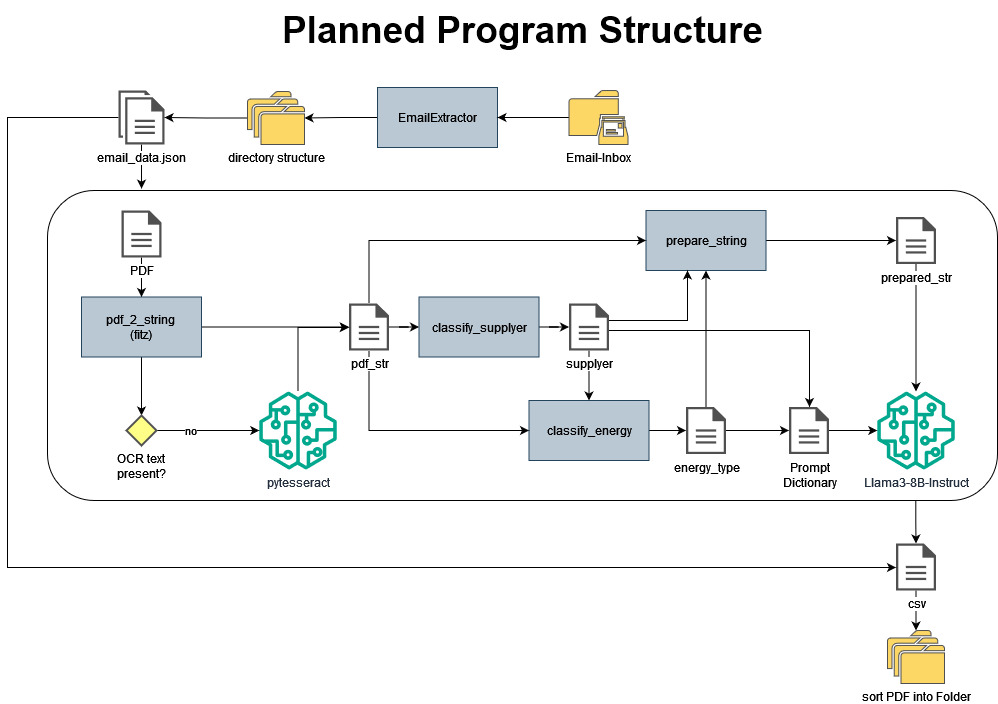 Planned Program Structure
email_data.json
directory structure
EmailExtractor
Email-Inbox
PDF
pdf_2_string
(fitz)
OCR text
present?
no
pytesseract
pdf_str
classify_supplyer
supplyer
prepare_string
prepared_str
classify_energy
energy_type
Prompt
Dictionary
Llama3-8B-Instruct
csv
sort PDF into Folder